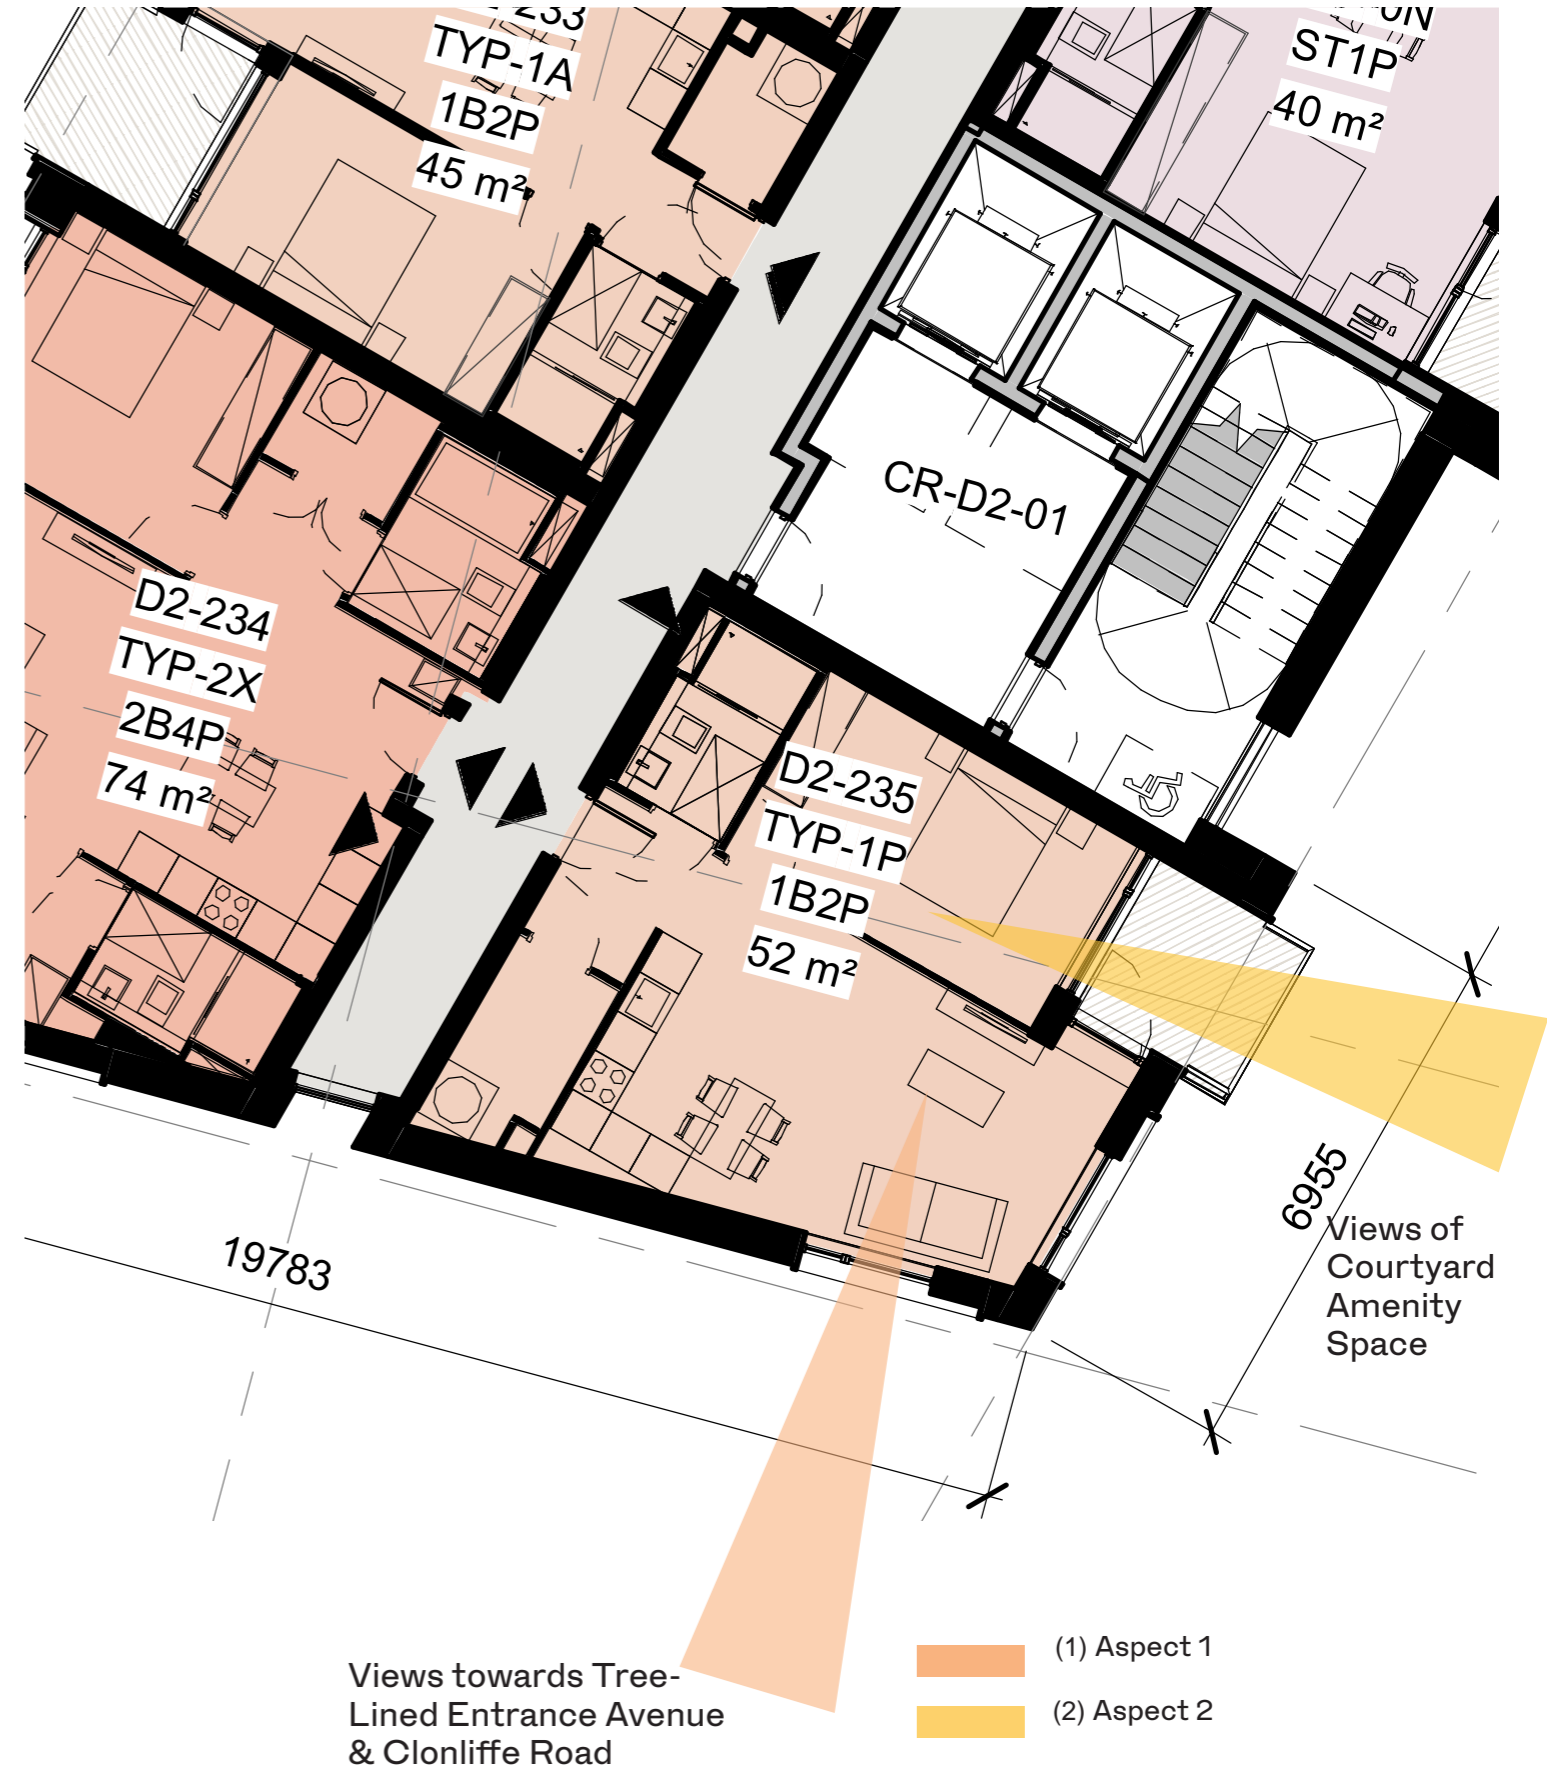 TYP-1A
1B2P
45 m²
ST1P
40 m²
CR-D2-01
D2-234
TYP-2X
2B4P
74 m²
D2-235
TYP-1P
1B2P
52 m²
6955
19783
Views of
Courtyard
Amenity
Space
Views towards Tree-
Lined Entrance Avenue
& Clonliffe Road
(1) Aspect 1
(2) Aspect 2